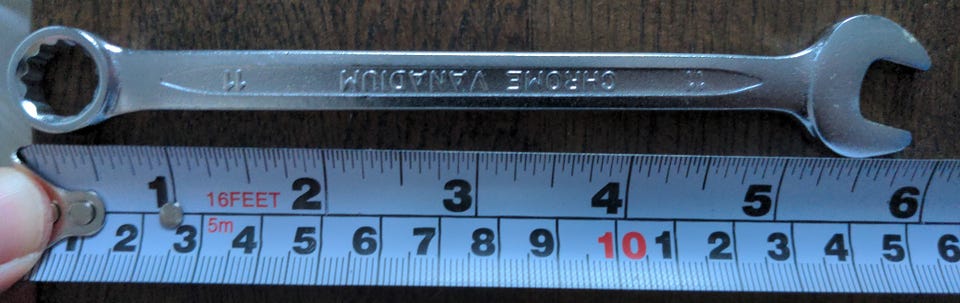 11 CHROME VANADIUM 11
1 16FEET 2 3 4 5 6
5m
1 2 3 4 5 6 7 8 9 10 1 2 3 4 5 6